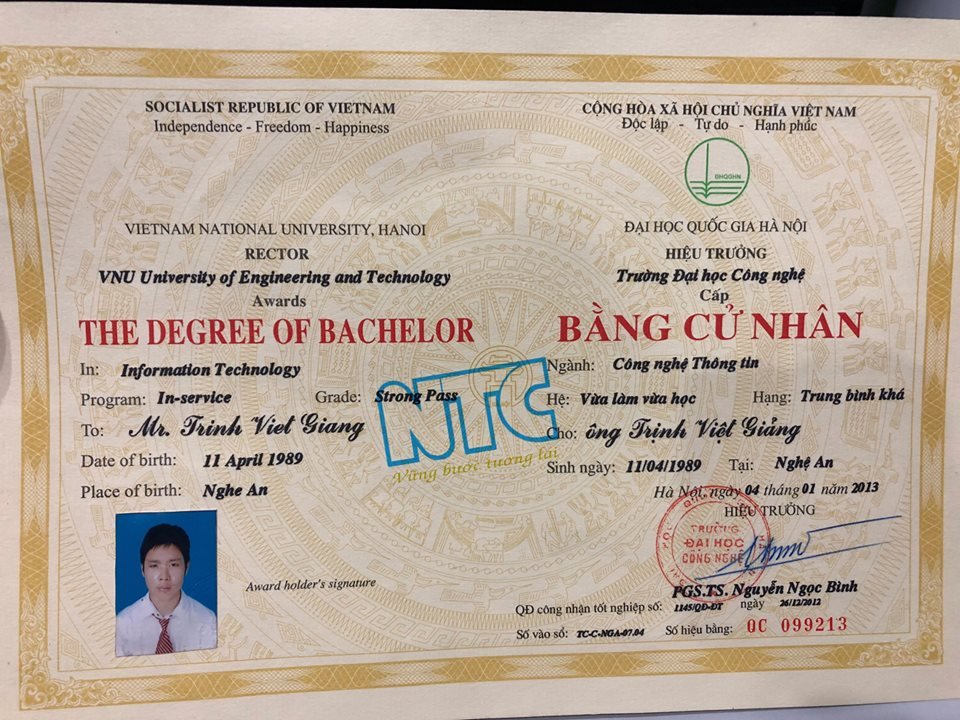 SOCIALIST REPUBLIC OF VIETNAM
Independence - Freedom - Happiness
VIETNAM NATIONAL UNIVERSITY, HANOI
RECTOR
VNU University of Engineering and Technology
Awards
THE DEGREE OF BACHELOR
In: Information Technology
Program: In-service Grade: Strong Pass
To: Mr. Trinh Viet Giang
Date of birth: 11 April 1989
Place of birth: Nghe An
Award holder's signature
CỘNG HÒA XÃ HỘI CHỦ NGHĨA VIỆT NAM
Độc lập - Tự do - Hạnh phúc
ĐHQGHN
ĐẠI HỌC QUỐC GIA HÀ NỘI
HIỆU TRƯỞNG
Trường Đại học Công nghệ
Cấp
BẰNG CỬ NHÂN
Ngành: Công nghệ Thông tin
Hệ: Vừa làm vừa học Hạng: Trung bình khá
Cho: ông Trịnh Việt Giảng
Sinh ngày: 11/04/1989 Tại: Nghệ An
Hà Nội, ngày 04 tháng 01 năm 2013
HIỆU TRƯỞNG
TRƯỜNG
ĐẠI HỌC
CÔNG NGHỆ
PGS.TS. Nguyễn Ngọc Bình
QĐ công nhận tốt nghiệp số: 1145/QĐ-ĐT ngày 26/12/2012
Số vào sổ: TC-C-NGA-07.04 Số hiệu bằng: QC 099213
NTC
Vững bước tương lai